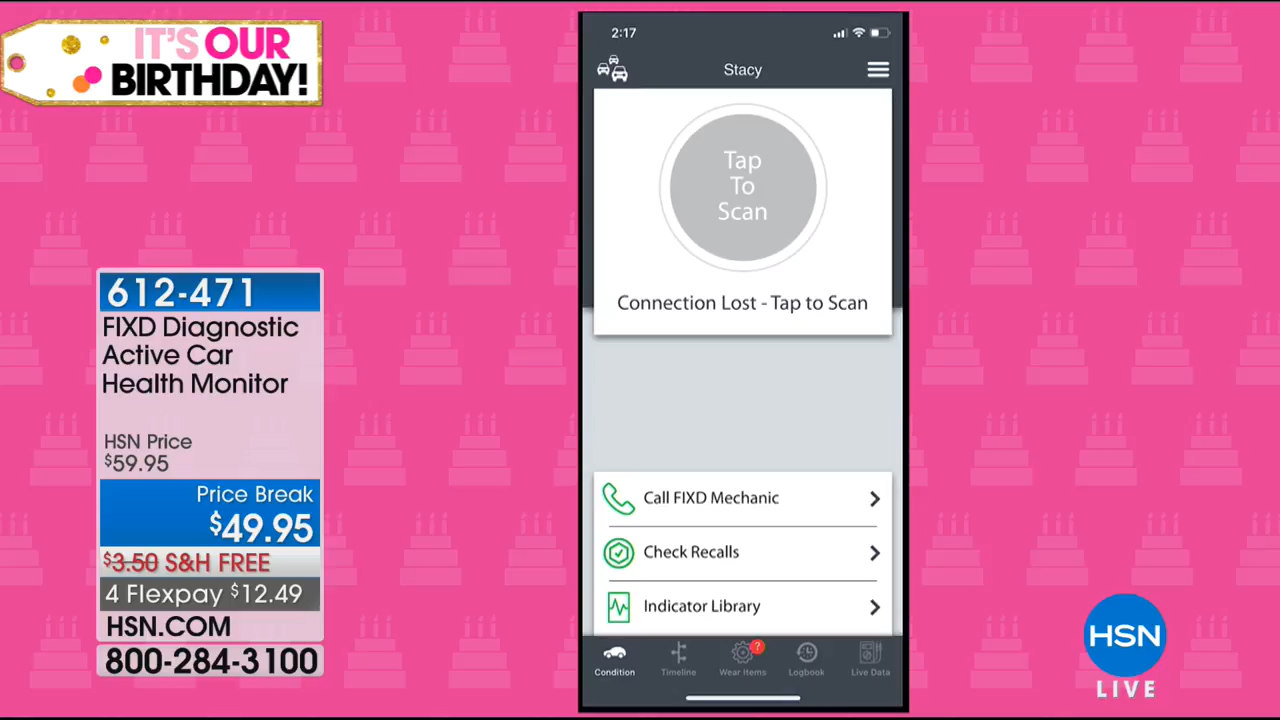 IT'S OUR
BIRTHDAY!
612-471
FIXD Diagnostic
Active Car
Health Monitor
HSN Price
$59.95
Price Break
$49.95
$3.50 S&H FREE
4 Flexpay $12.49
HSN.COM
800-284-3100
2:17
Stacy
Tap
To
Scan
Connection Lost - Tap to Scan
Call FIXD Mechanic
Check Recalls
Indicator Library
?
Condition Timeline Wear Items Logbook Live Data
HSN
LIVE